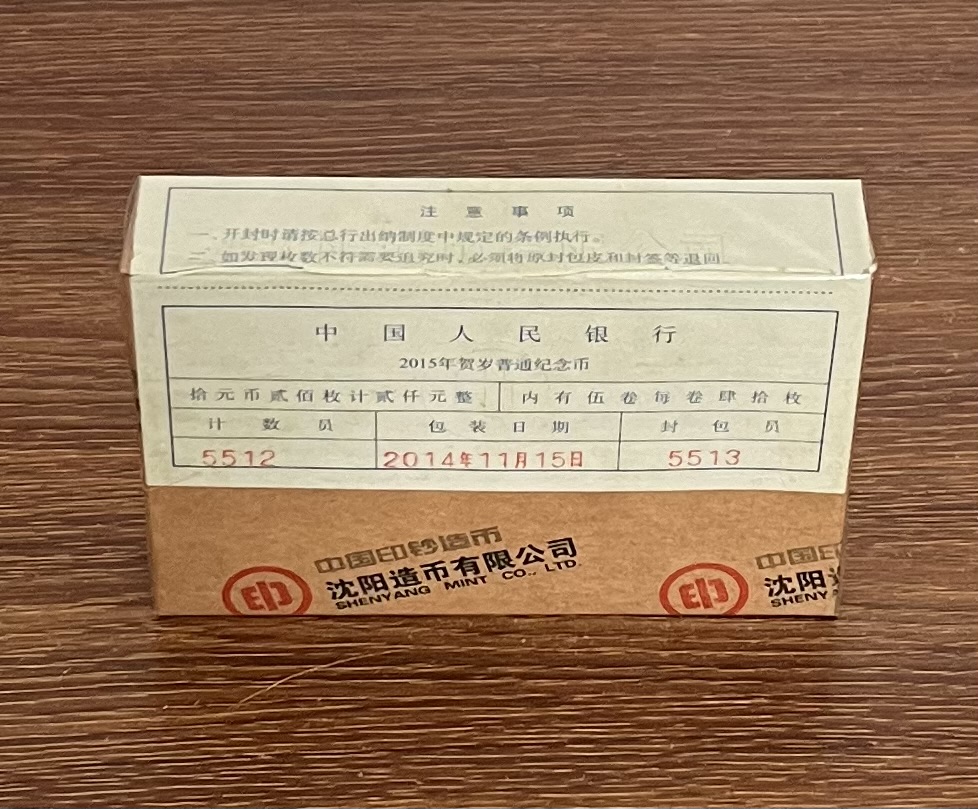 注意事项
一、开封时请按总行出纳制度中规定的条例执行。
二、如发现枚数不符需要追究时、必须将原封包皮和封签等退回
中国人民银行
2015年贺岁普通纪念币
拾元币贰佰枚计贰仟元整 内有伍卷每卷肆拾枚
计数员 包装日期 封包员
5512 2014年11月15日 5513
中国印钞造币
沈阳造币有限公司
SHENYANG MINT CO., LTD.
中国印
沈阳
SHENY